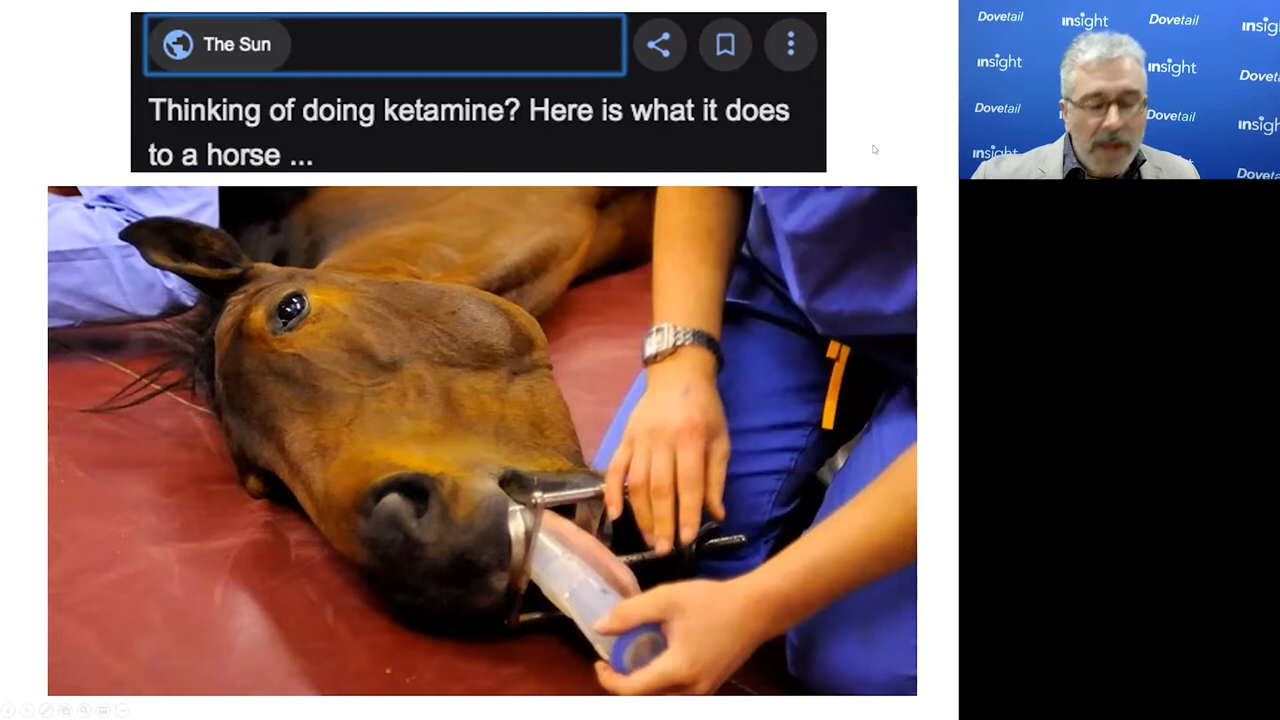 The Sun
Thinking of doing ketamine? Here is what it does
to a horse ...
Dovetail
insight
Dovetail
insight
insight
insight
Dovetail
Dovetail
Dovetail
insight
insight
Dovetail